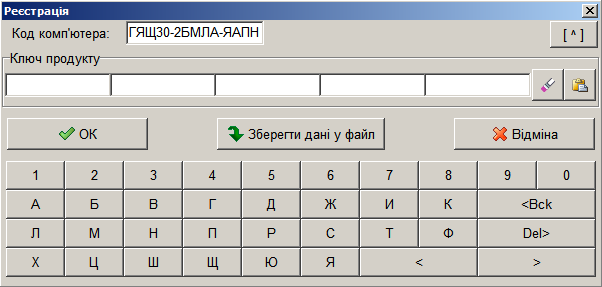 Реєстрація
Код комп'ютера: ГЯЩ30-2БМЛА-ЯАПН [ ^ ]
Ключ продукту
ОК Зберегти дані у файл Відміна
1 2 3 4 5 6 7 8 9 0
А Б В Г Д Ж И К <Bck
Л М Н П Р С Т Ф Del>
Х Ц Ш Щ Ю Я < >